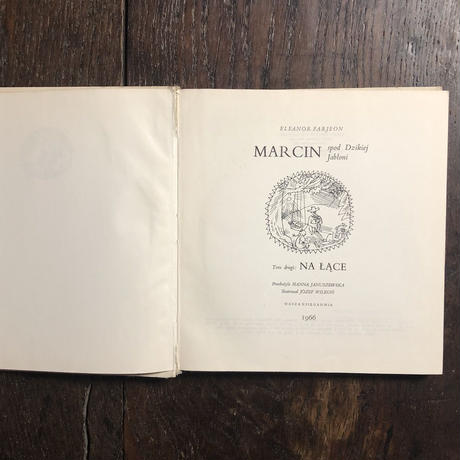 ELEANOR FARJEON
MARCIN spod Dzikiej
Jabłoni
Tom drugi: NA ŁĄCE
Przełożyła HANNA JANUSZEWSKA
Ilustrował JÓZEF WILKOŃ
NASZA KSIĘGARNIA
1966